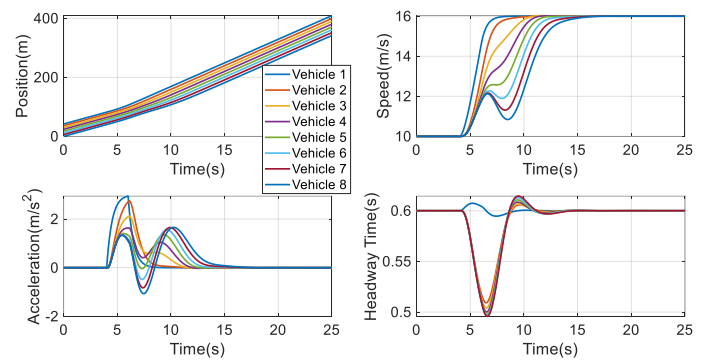 400
200
0
Position(m)
0 5 10 15 20 25
Time(s)
Vehicle 1
Vehicle 2
Vehicle 3
Vehicle 4
Vehicle 5
Vehicle 6
Vehicle 7
Vehicle 8
16
14
12
10
Speed(m/s)
0 5 10 15 20 25
Time(s)
2
0
-2
Acceleration(m/s²)
0 5 10 15 20 25
Time(s)
0.6
0.55
0.5
Headway Time(s)
0 5 10 15 20 25
Time(s)